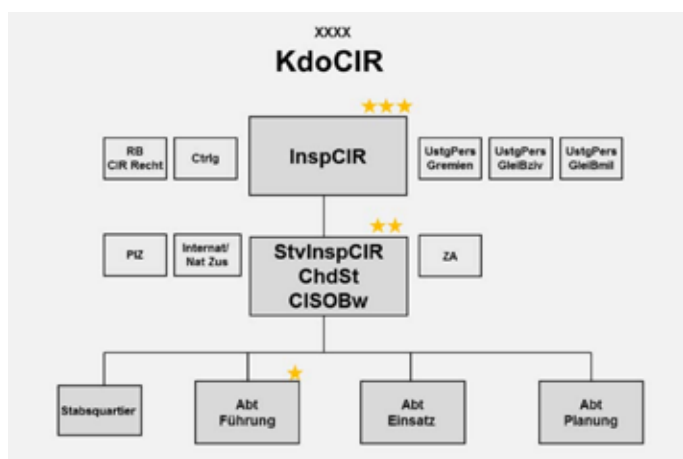 XXXX
KdoCIR
InspCIR
RB
CIR Recht
Ctrlg
UstgPers
Gremien
UstgPers
GleiBziv
UstgPers
GleiBmil
StvInspCIR
ChdSt
CISOBw
PIZ
Internat/
Nat Zus
ZA
Stabsquartier
Abt
Führung
Abt
Einsatz
Abt
Planung